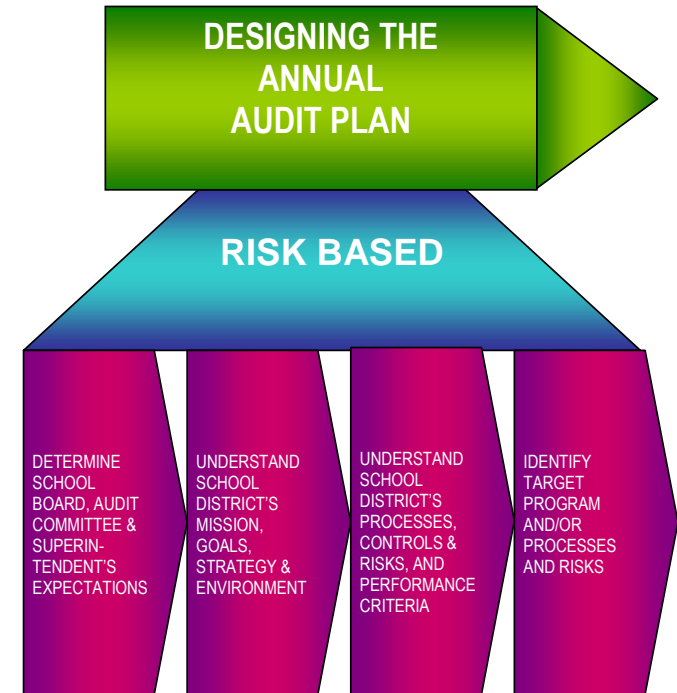 DESIGNING THE
ANNUAL
AUDIT PLAN
RISK BASED
DETERMINE
SCHOOL
BOARD, AUDIT
COMMITTEE &
SUPERIN-
TENDENT'S
EXPECTATIONS
UNDERSTAND
SCHOOL
DISTRICT'S
MISSION,
GOALS,
STRATEGY &
ENVIRONMENT
UNDERSTAND
SCHOOL
DISTRICT'S
PROCESSES,
CONTROLS &
RISKS, AND
PERFORMANCE
CRITERIA
IDENTIFY
TARGET
PROGRAM
AND/OR
PROCESSES
AND RISKS